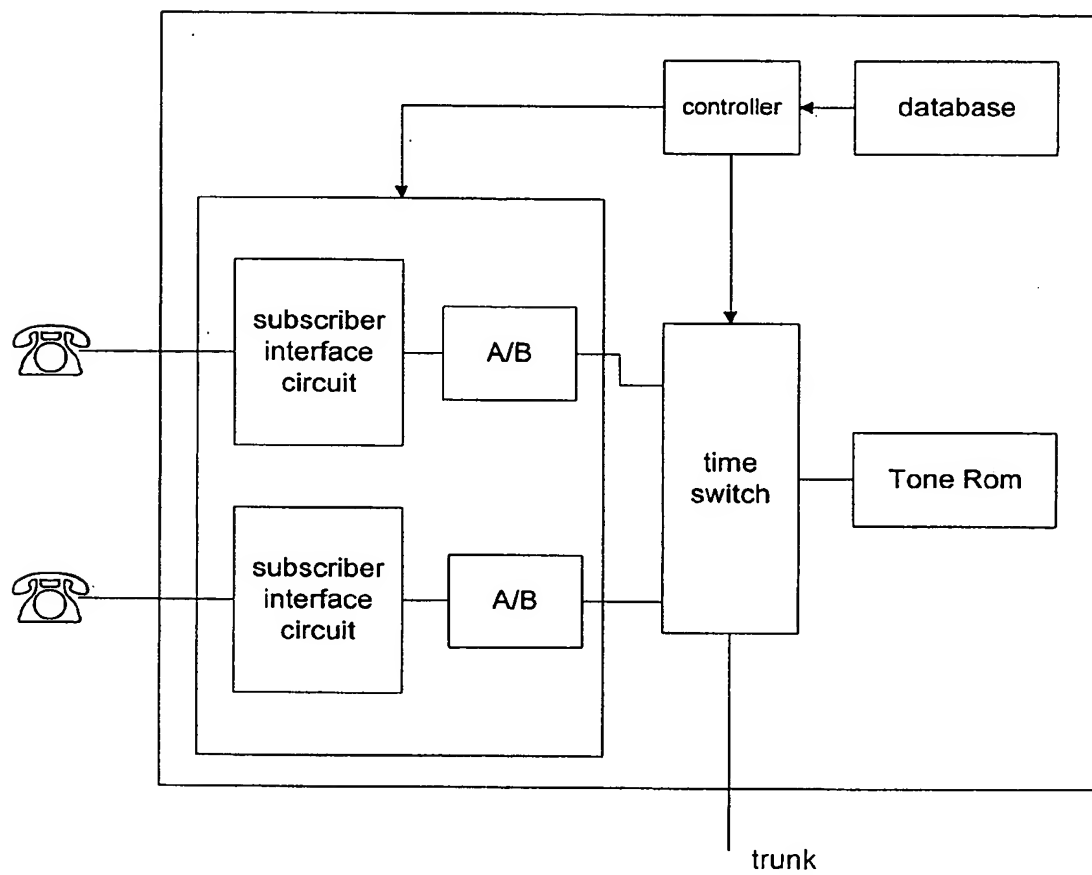 controller
database
subscriber
interface
circuit
A/B
time
switch
Tone Rom
subscriber
interface
circuit
A/B
trunk